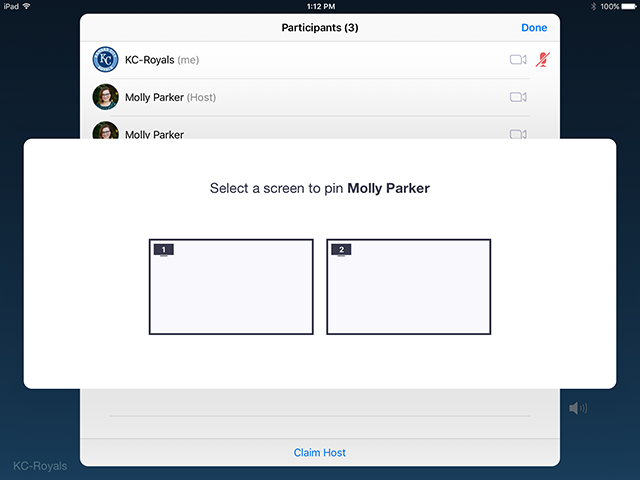 iPad 1:12 PM 100%
Participants (3) Done
KC
KC-Royals (me)
Molly Parker (Host)
Molly Parker
Select a screen to pin Molly Parker
1 2
Claim Host
KC-Royals